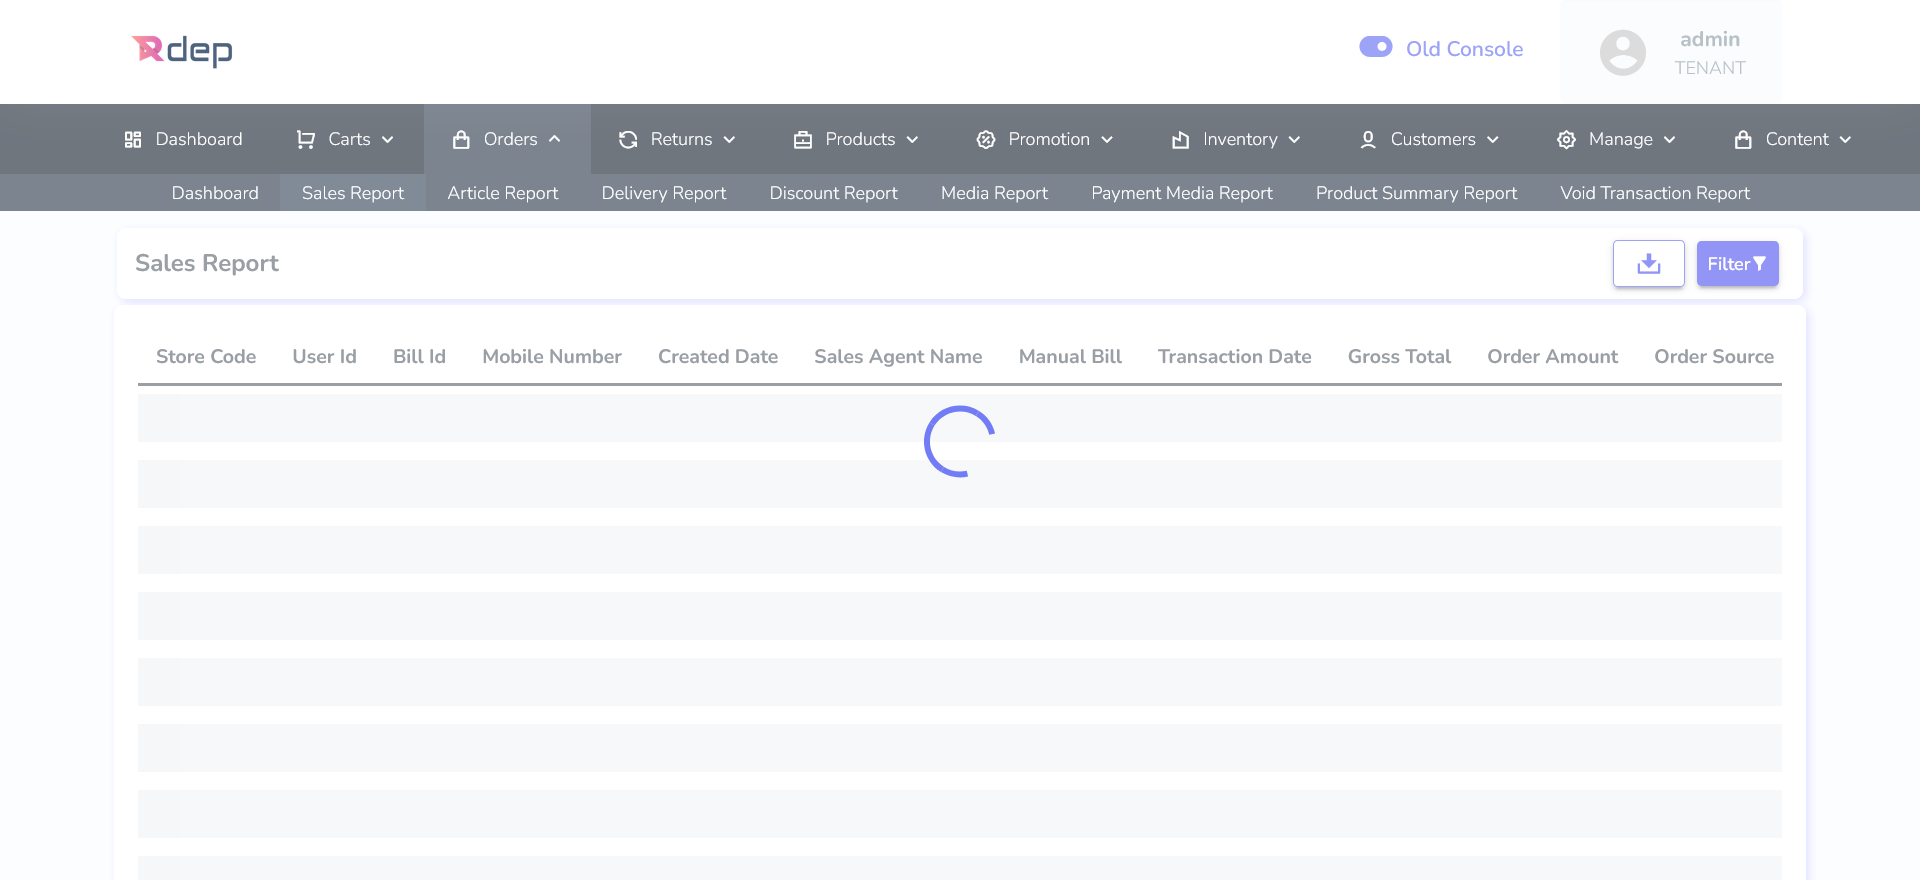 Rdep
Old Console
admin
TENANT
Dashboard Carts Orders Returns Products Promotion Inventory Customers Manage Content
Dashboard Sales Report Article Report Delivery Report Discount Report Media Report Payment Media Report Product Summary Report Void Transaction Report
Sales Report
Filter
Store Code User Id Bill Id Mobile Number Created Date Sales Agent Name Manual Bill Transaction Date Gross Total Order Amount Order Source